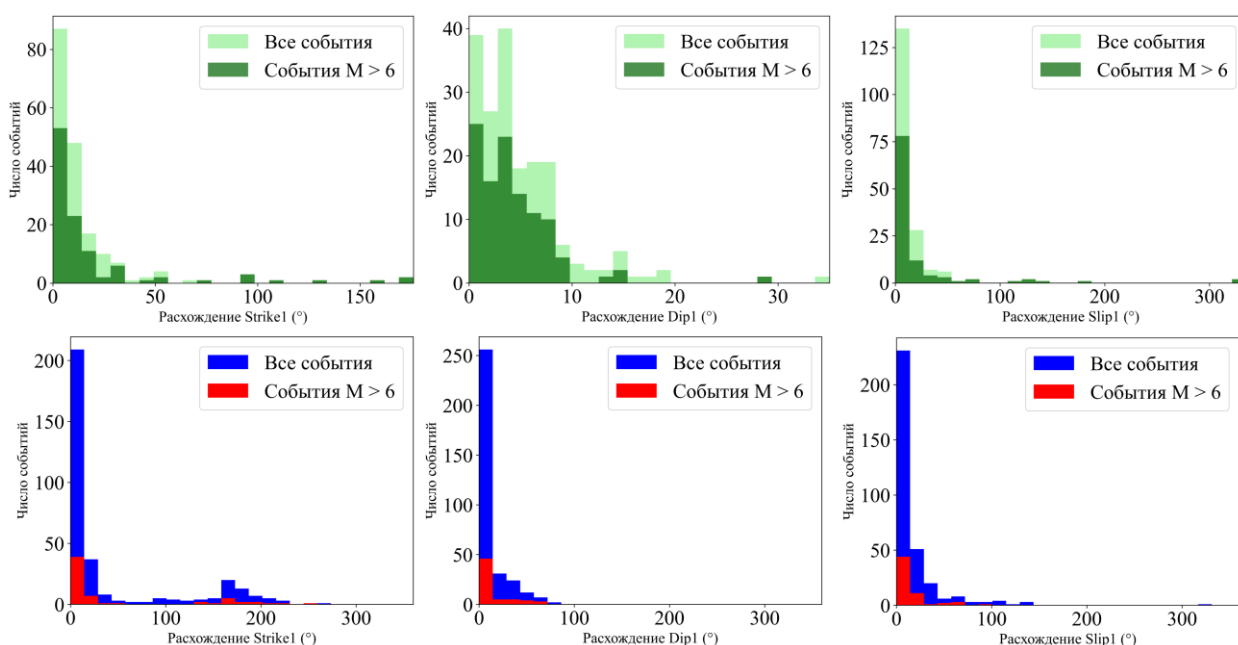 Число событий
80
60
40
20
0
Все события
События M > 6
0 50 100 150
Расхождение Strike1 (°)
Число событий
40
30
20
10
0
Все события
События M > 6
0 10 20 30
Расхождение Dip1 (°)
Число событий
125
100
75
50
25
0
Все события
События M > 6
0 100 200 300
Расхождение Slip1 (°)
Число событий
200
150
100
50
0
Все события
События M > 6
0 100 200 300
Расхождение Strike1 (°)
Число событий
250
200
150
100
50
0
Все события
События M > 6
0 100 200 300
Расхождение Dip1 (°)
Число событий
200
150
100
50
0
Все события
События M > 6
0 100 200 300
Расхождение Slip1 (°)